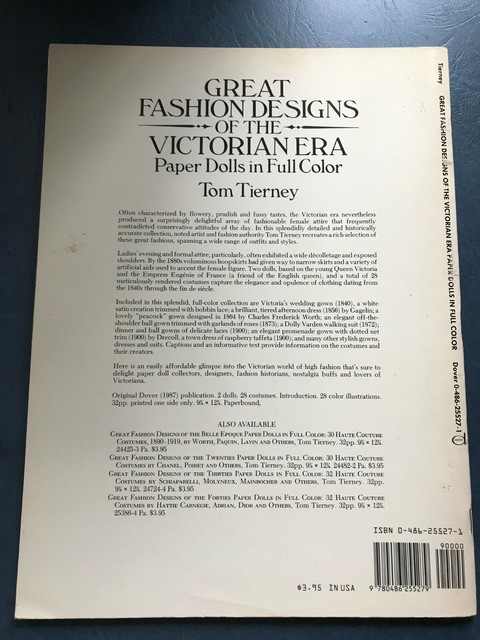 GREAT
FASHION DESIGNS
OF THE
VICTORIAN ERA
Paper Dolls in Full Color
Tom Tierney
Often characterized by flowery, prudish and fussy tastes, the Victorian era nevertheless
produced a surprisingly delightful array of fashionable female attire that frequently
contradicted conservative attitudes of the day. In this splendidly detailed and historically
accurate collection, noted artist and fashion authority Tom Tierney recreates a rich selection of
these great fashions, spanning a wide range of outfits and styles.
Ladies' evening and formal attire, particularly, often exhibited a wide décolletage and exposed
shoulders. By the 1880s voluminous hoopskirts had given way to narrow skirts and a variety of
artificial aids used to accent the female figure. Two dolls, based on the young Queen Victoria
and the Empress Eugénie of France (a friend of the English queen), and a total of 28
meticulously rendered costumes capture the elegance and opulence of clothing dating from
the 1840s through the fin de siècle.
Included in this splendid, full-color collection are Victoria's wedding gown (1840), a white
satin creation trimmed with bobbin lace; a brilliant, tiered afternoon dress (1856) by Gagelin; a
lovely "peacock" gown designed in 1864 by Charles Frederick Worth; an elegant off-the-
shoulder ball gown trimmed with garlands of roses (1873); a Dolly Varden walking suit (1872);
dinner and ball gowns of delicate laces (1900); an elegant promenade gown with dotted net
trim (1900) by Drecoll, a town dress of raspberry taffeta (1900); and many other stylish gowns,
dresses and suits. Captions and an informative text provide information on the costumes and
their creators.
Here is an easily affordable glimpse into the Victorian world of high fashion that's sure to
delight paper doll collectors, designers, fashion historians, nostalgia buffs and lovers of
Victoriana.
Original Dover (1987) publication. 2 dolls. 28 costumes. Introduction. 28 color illustrations.
32pp. printed one side only. 9¼ × 12¼. Paperbound.
ALSO AVAILABLE
GREAT FASHION DESIGNS OF THE BELLE EPOQUE PAPER DOLLS IN FULL COLOR: 30 HAUTE COUTURE
COSTUMES, 1890–1919, BY WORTH, PAQUIN, LANVIN AND OTHERS, Tom Tierney. 32pp. 9¼ × 12¼.
24425-3 Pa. $3.95
GREAT FASHION DESIGNS OF THE TWENTIES PAPER DOLLS IN FULL COLOR: 30 HAUTE COUTURE
COSTUMES BY CHANEL, POIRET AND OTHERS, Tom Tierney. 32pp. 9¼ × 12¼. 24482-2 Pa. $3.95
GREAT FASHION DESIGNS OF THE THIRTIES PAPER DOLLS IN FULL COLOR: 32 HAUTE COUTURE
COSTUMES BY SCHIAPARELLI, MOLYNEUX, MAINBOCHER AND OTHERS, Tom Tierney. 32pp.
9¼ × 12¼. 24724-4 Pa. $3.95
GREAT FASHION DESIGNS OF THE FORTIES PAPER DOLLS IN FULL COLOR: 32 HAUTE COUTURE
COSTUMES BY HATTIE CARNEGIE, ADRIAN, DIOR AND OTHERS, Tom Tierney. 32pp. 9¼ × 12¼.
25386-4 Pa. $3.95
ISBN 0-486-25527-1
90000
9 780486 255279
$3.95 IN USA
Tierney GREAT FASHION DESIGNS OF THE VICTORIAN ERA PAPER DOLLS IN FULL COLOR Dover 0-486-25527-1